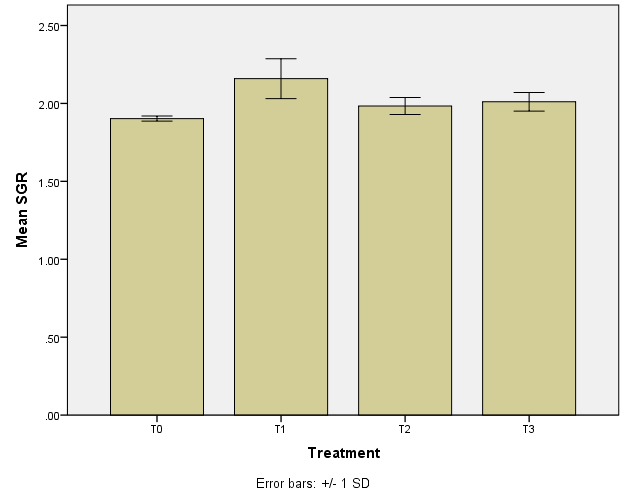 2.50
2.00
1.50
1.00
.50
.00
Mean SGR
T0 T1 T2 T3
Treatment
Error bars: +/- 1 SD